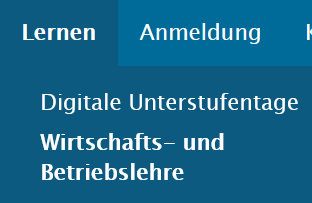 Lernen Anmeldung
Digitale Unterstufentage
Wirtschafts- und
Betriebslehre